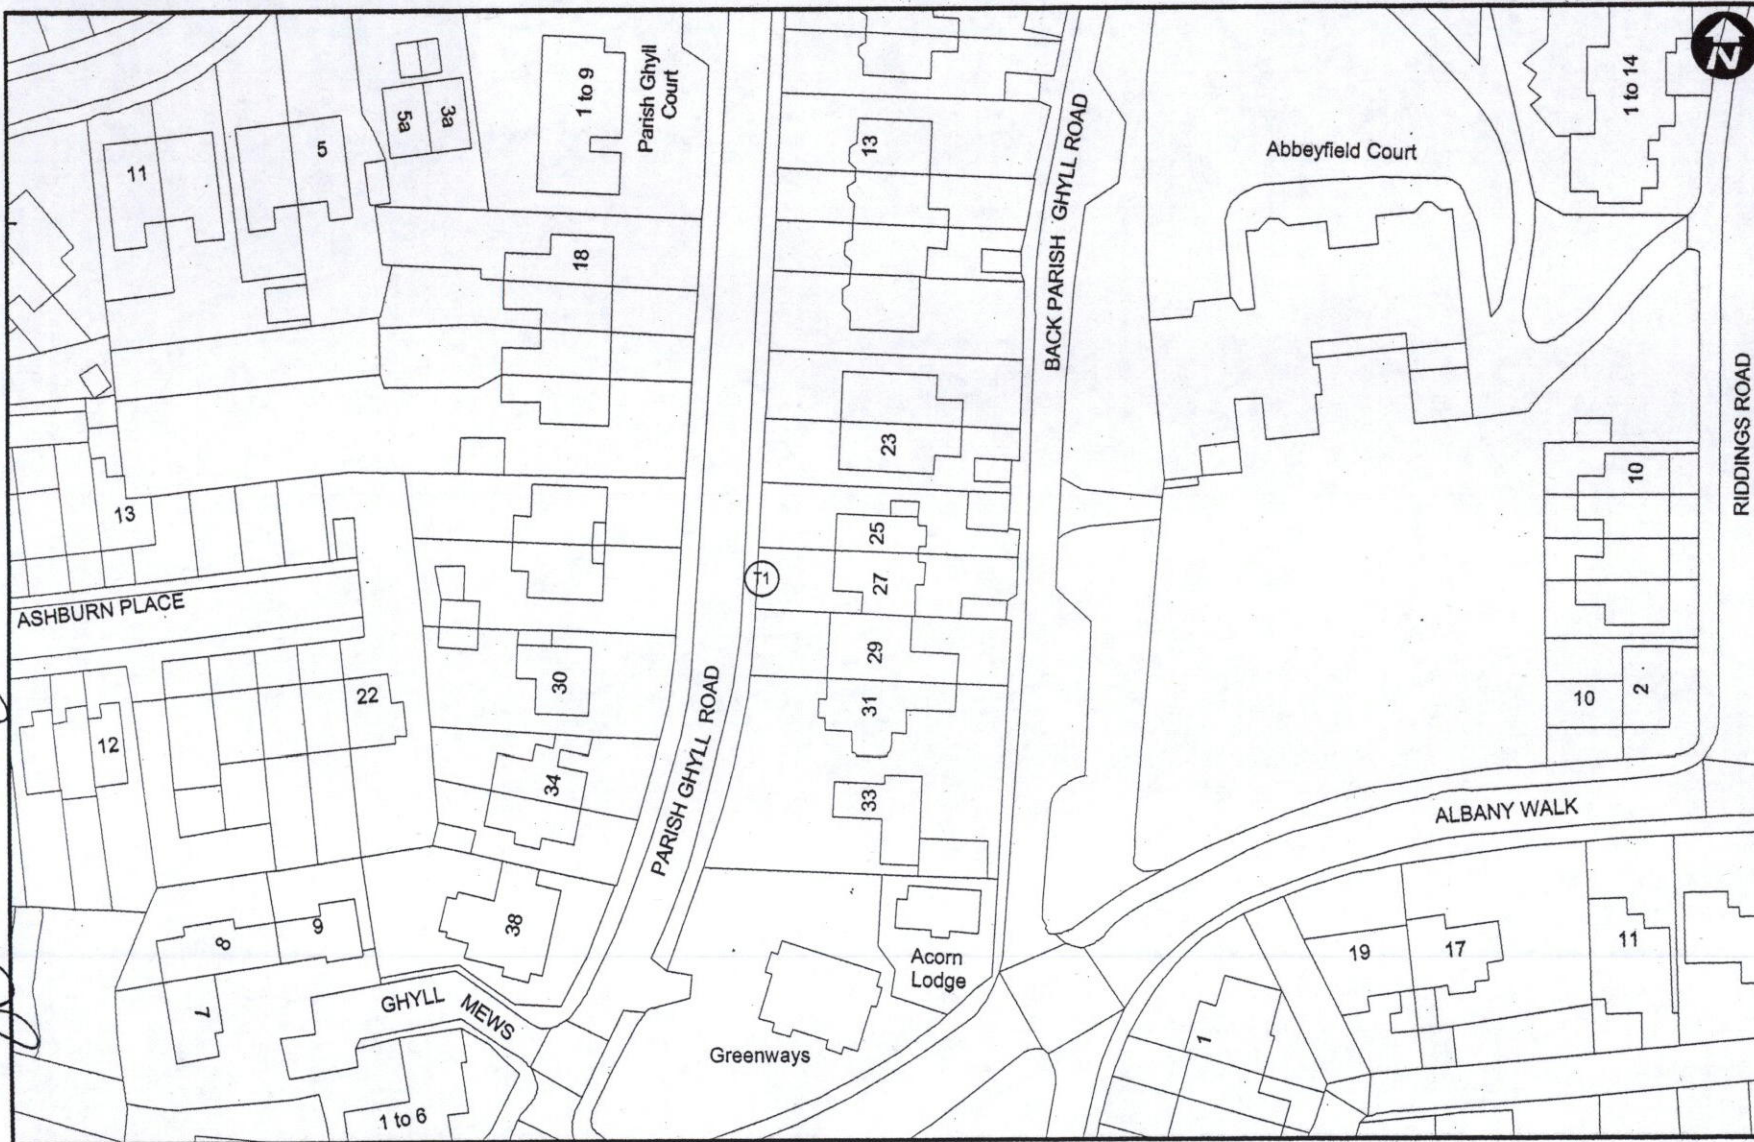 N
1 to 14
1 to 9
Parish Ghyll
Court
3a
5a
5
11
13
BACK PARISH GHYLL ROAD
Abbeyfield Court
18
RIDDINGS ROAD
23
10
13
25
T1
27
ASHBURN PLACE
29
30
31
22
12
10
2
PARISH GHYLL ROAD
34
33
ALBANY WALK
38
9
8
7
Acorn
Lodge
19
17
11
GHYLL MEWS
1
Greenways
1 to 6